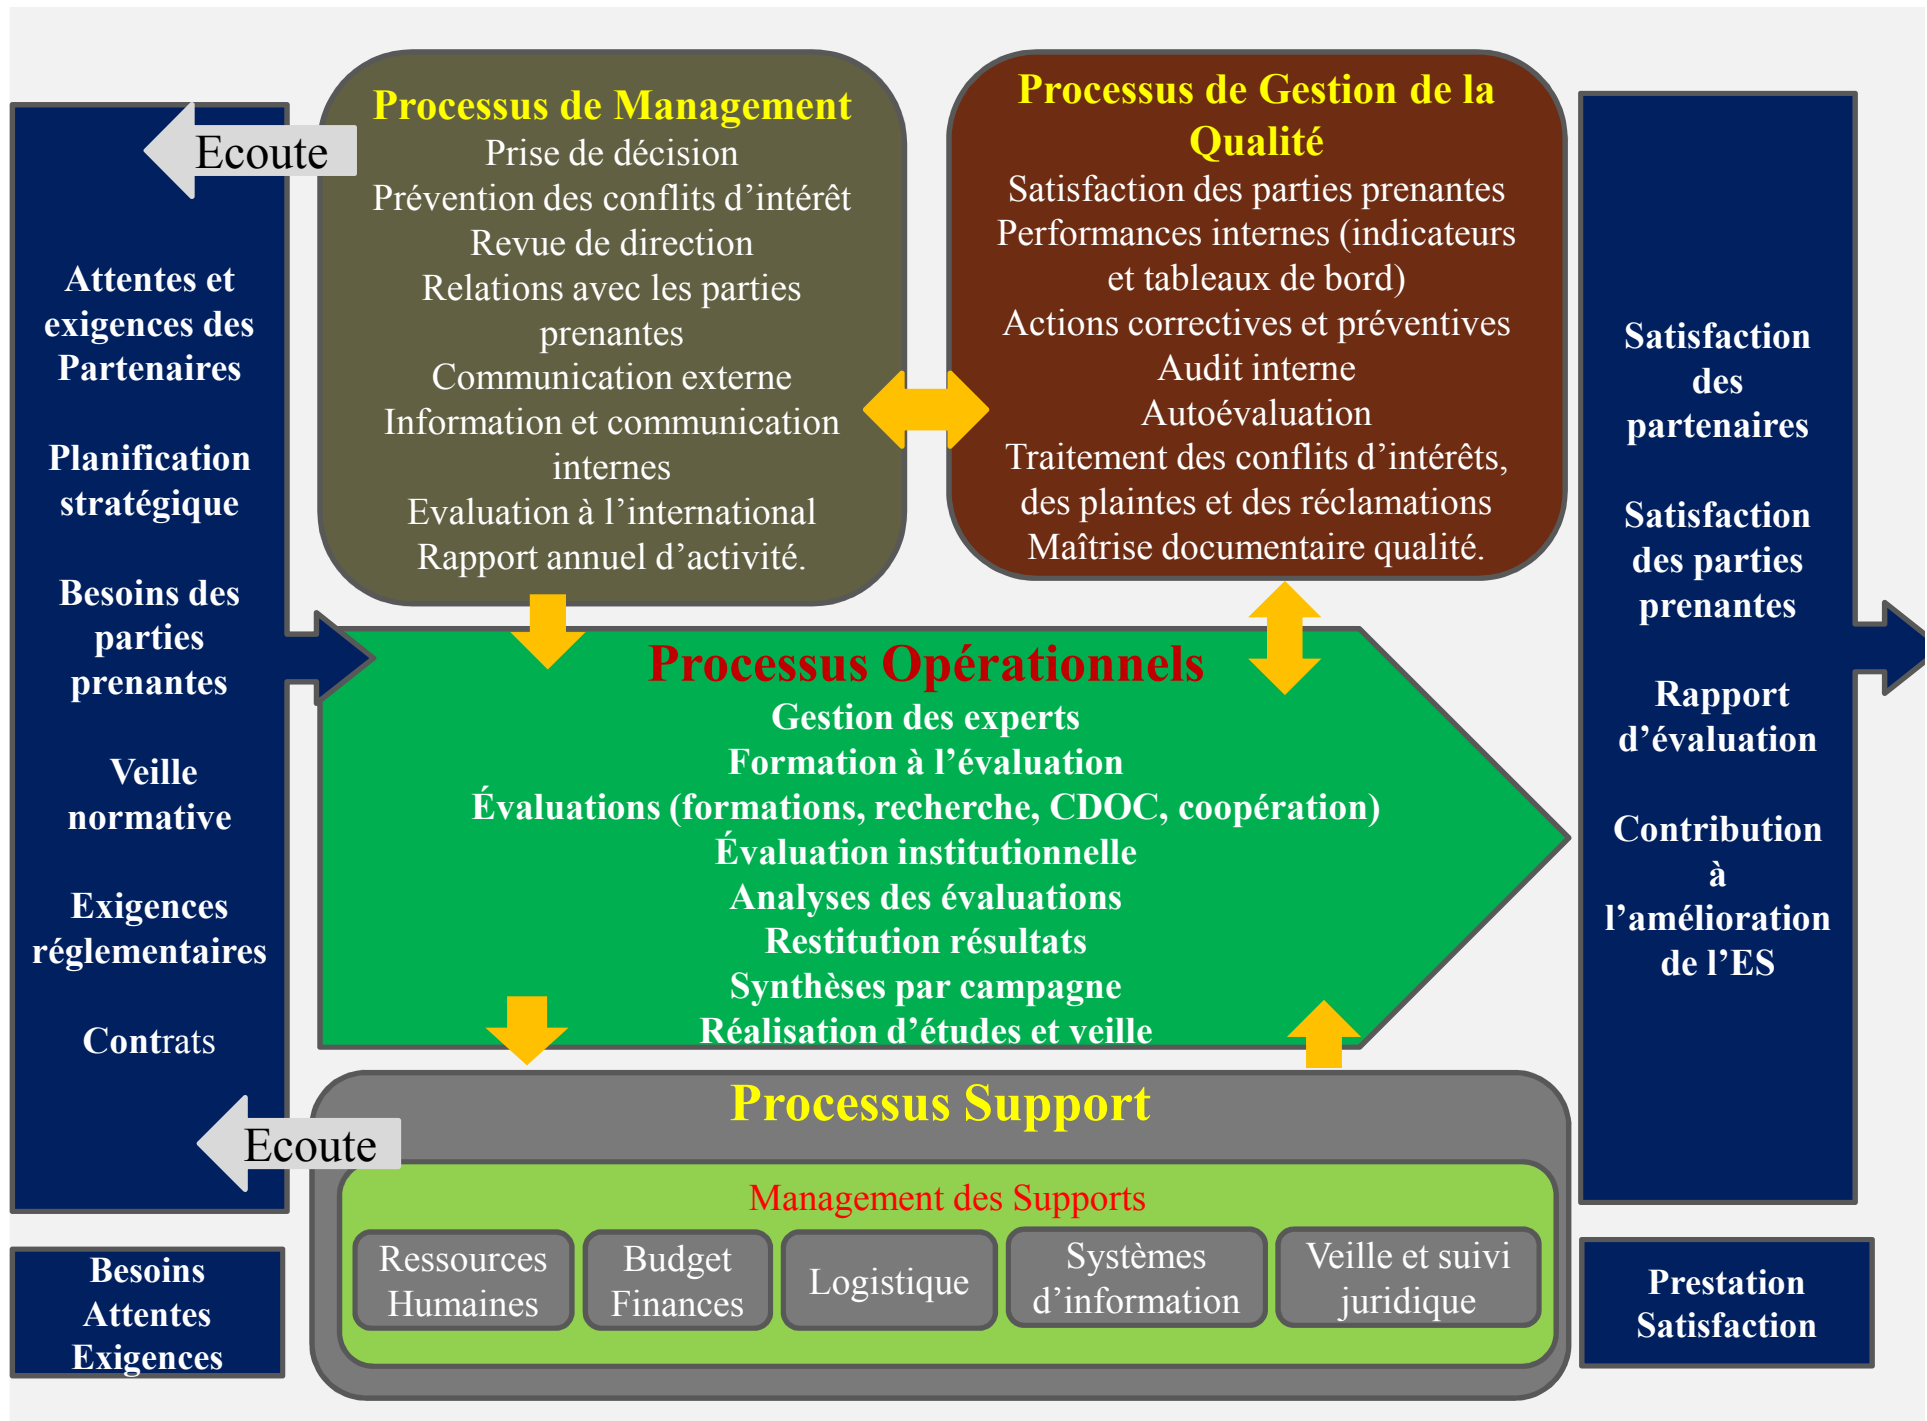 Ecoute
Attentes et
exigences des
Partenaires
Planification
stratégique
Besoins des
parties
prenantes
Veille
normative
Exigences
réglementaires
Contrats
Ecoute
Besoins
Attentes
Exigences
Processus de Management
Prise de décision
Prévention des conflits d’intérêt
Revue de direction
Relations avec les parties
prenantes
Communication externe
Information et communication
internes
Evaluation à l’international
Rapport annuel d’activité.
Processus de Gestion de la
Qualité
Satisfaction des parties prenantes
Performances internes (indicateurs
et tableaux de bord)
Actions correctives et préventives
Audit interne
Autoévaluation
Traitement des conflits d’intérêts,
des plaintes et des réclamations
Maîtrise documentaire qualité.
Processus Opérationnels
Gestion des experts
Formation à l’évaluation
Évaluations (formations, recherche, CDOC, coopération)
Évaluation institutionnelle
Analyses des évaluations
Restitution résultats
Synthèses par campagne
Réalisation d’études et veille
Processus Support
Management des Supports
Ressources
Humaines
Budget
Finances
Logistique
Systèmes
d’information
Veille et suivi
juridique
Satisfaction
des
partenaires
Satisfaction
des parties
prenantes
Rapport
d’évaluation
Contribution
à
l’amélioration
de l’ES
Prestation
Satisfaction